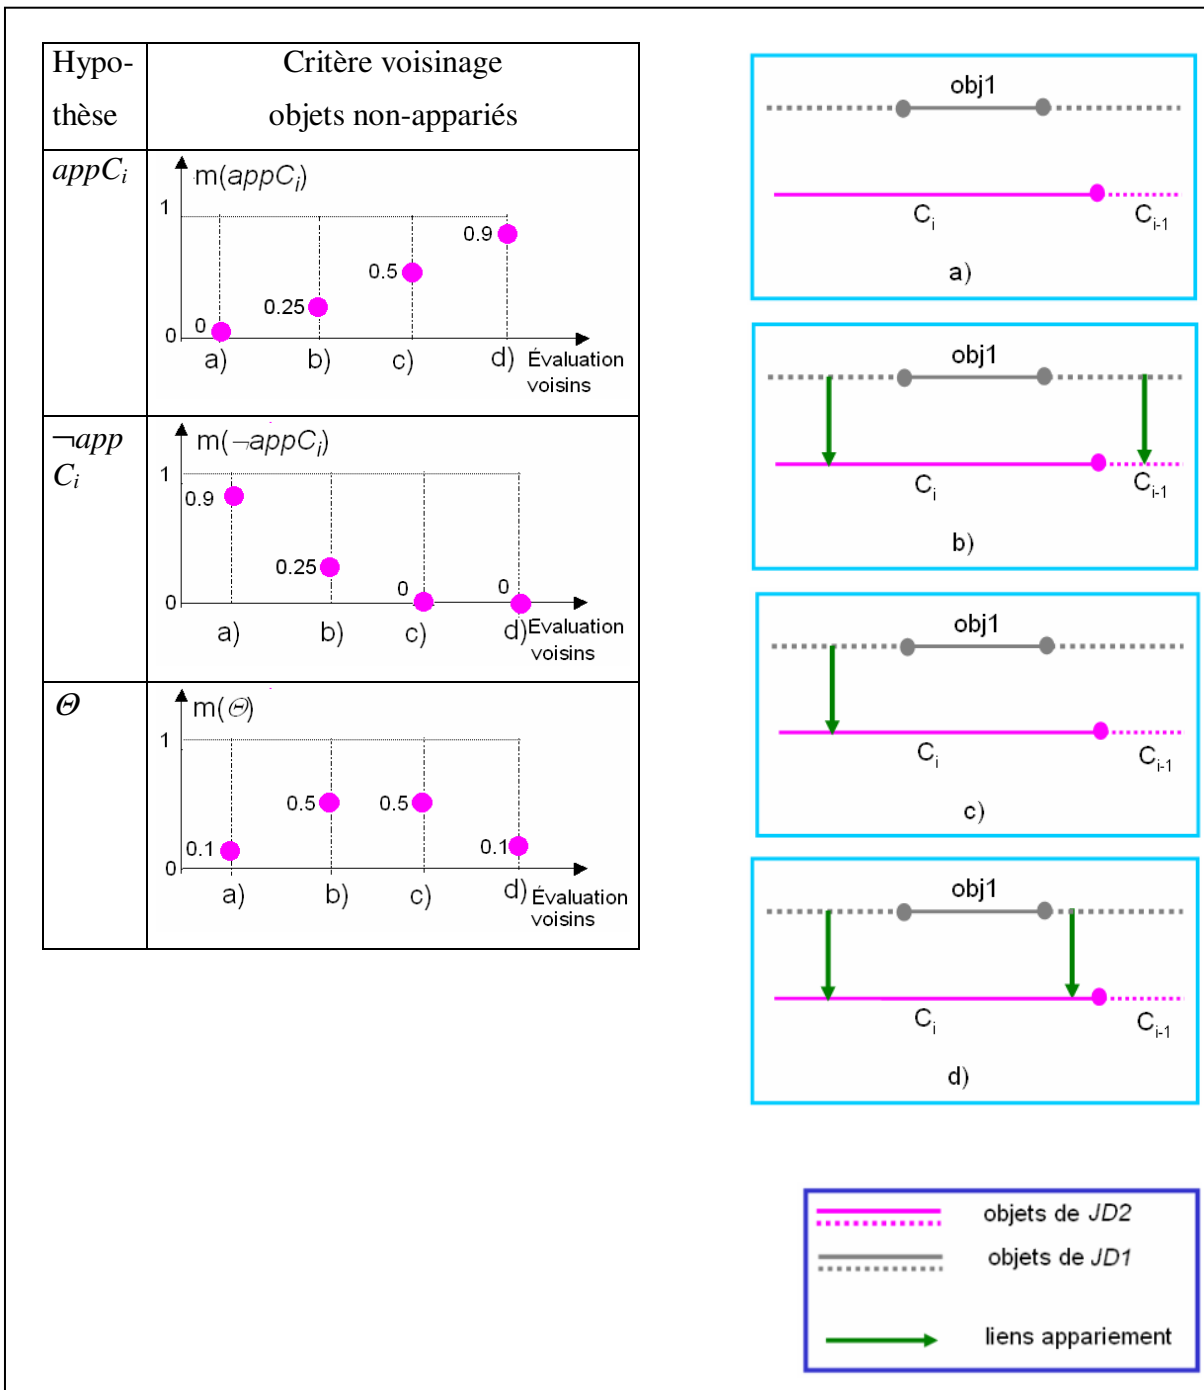 Hypo-
thèse
Critère voisinage
objets non-appariés
appCᵢ
m(appCᵢ)
1
0.9
0.5
0.25
0
0
a)
b)
c)
d)
Évaluation
voisins
¬app
Cᵢ
m(¬appCᵢ)
1
0.9
0.25
0
0
0
a)
b)
c)
d)
Évaluation
voisins
Θ
m(Θ)
1
0.5
0.5
0.1
0.1
0
a)
b)
c)
d)
Évaluation
voisins
obj1
Cᵢ
Cᵢ₋₁
a)
obj1
Cᵢ
Cᵢ₋₁
b)
obj1
Cᵢ
Cᵢ₋₁
c)
obj1
Cᵢ
Cᵢ₋₁
d)
objets de JD2
objets de JD1
liens appariement